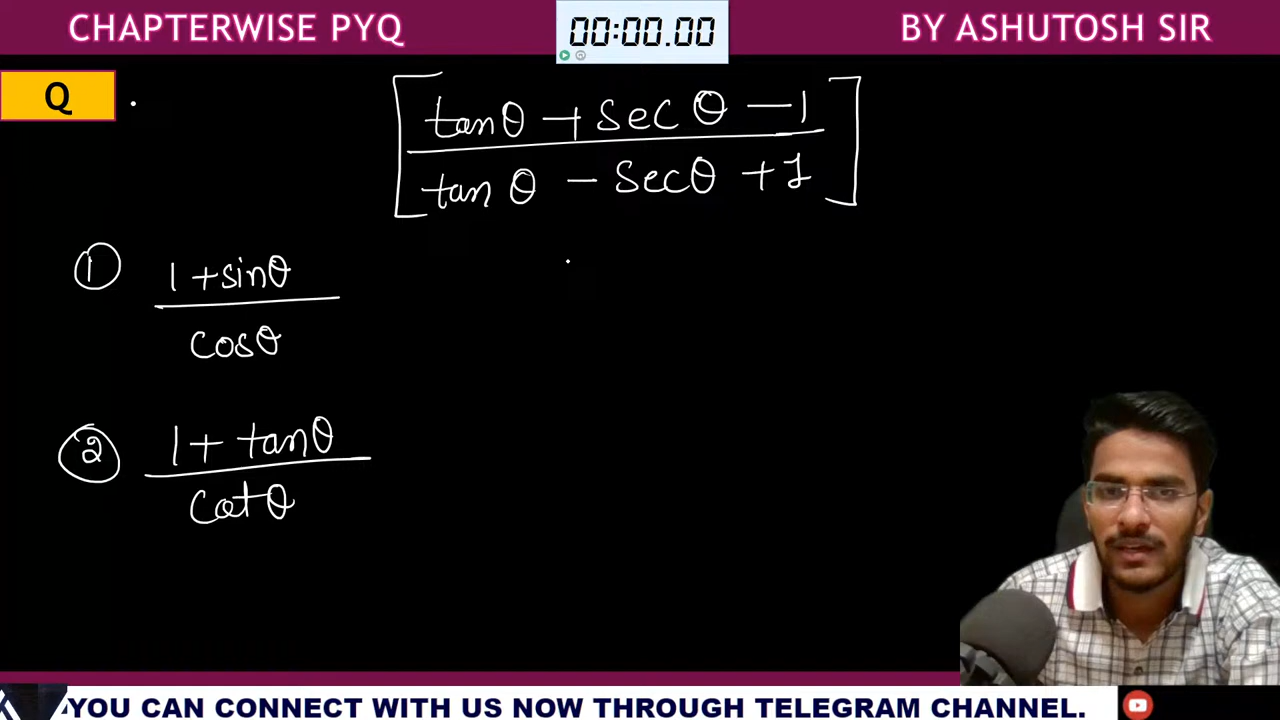 CHAPTERWISE PYQ
00:00.00
BY ASHUTOSH SIR
Q
[tanθ + secθ - 1
tanθ - secθ + 1]
① 1 + sinθ
cosθ
② 1 + tanθ
cotθ
YOU CAN CONNECT WITH US NOW THROUGH TELEGRAM CHANNEL.